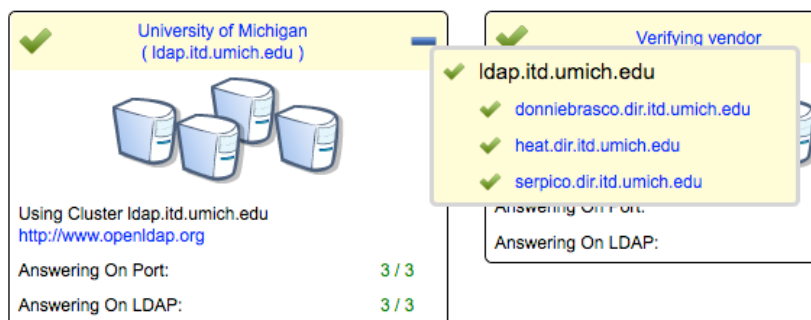 University of Michigan
( ldap.itd.umich.edu )
Using Cluster ldap.itd.umich.edu
http://www.openldap.org
Answering On Port: 3 / 3
Answering On LDAP: 3 / 3
Verifying vendor
ldap.itd.umich.edu
donniebrasco.dir.itd.umich.edu
heat.dir.itd.umich.edu
serpico.dir.itd.umich.edu
Answering On Port:
Answering On LDAP: